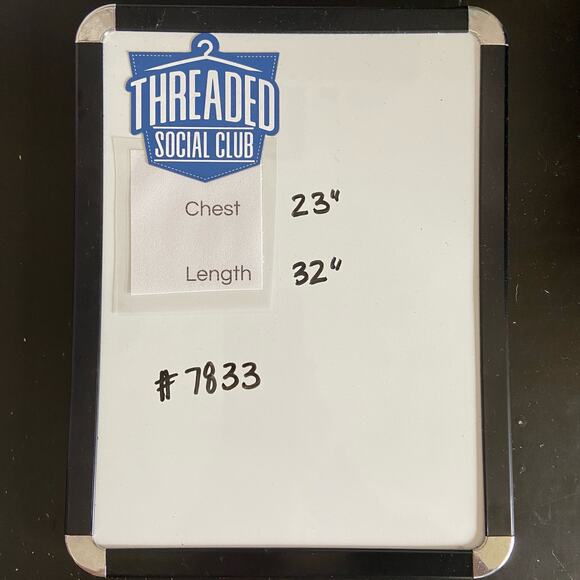 THREADED
SOCIAL CLUB
Chest 23"
Length 32"
#7833